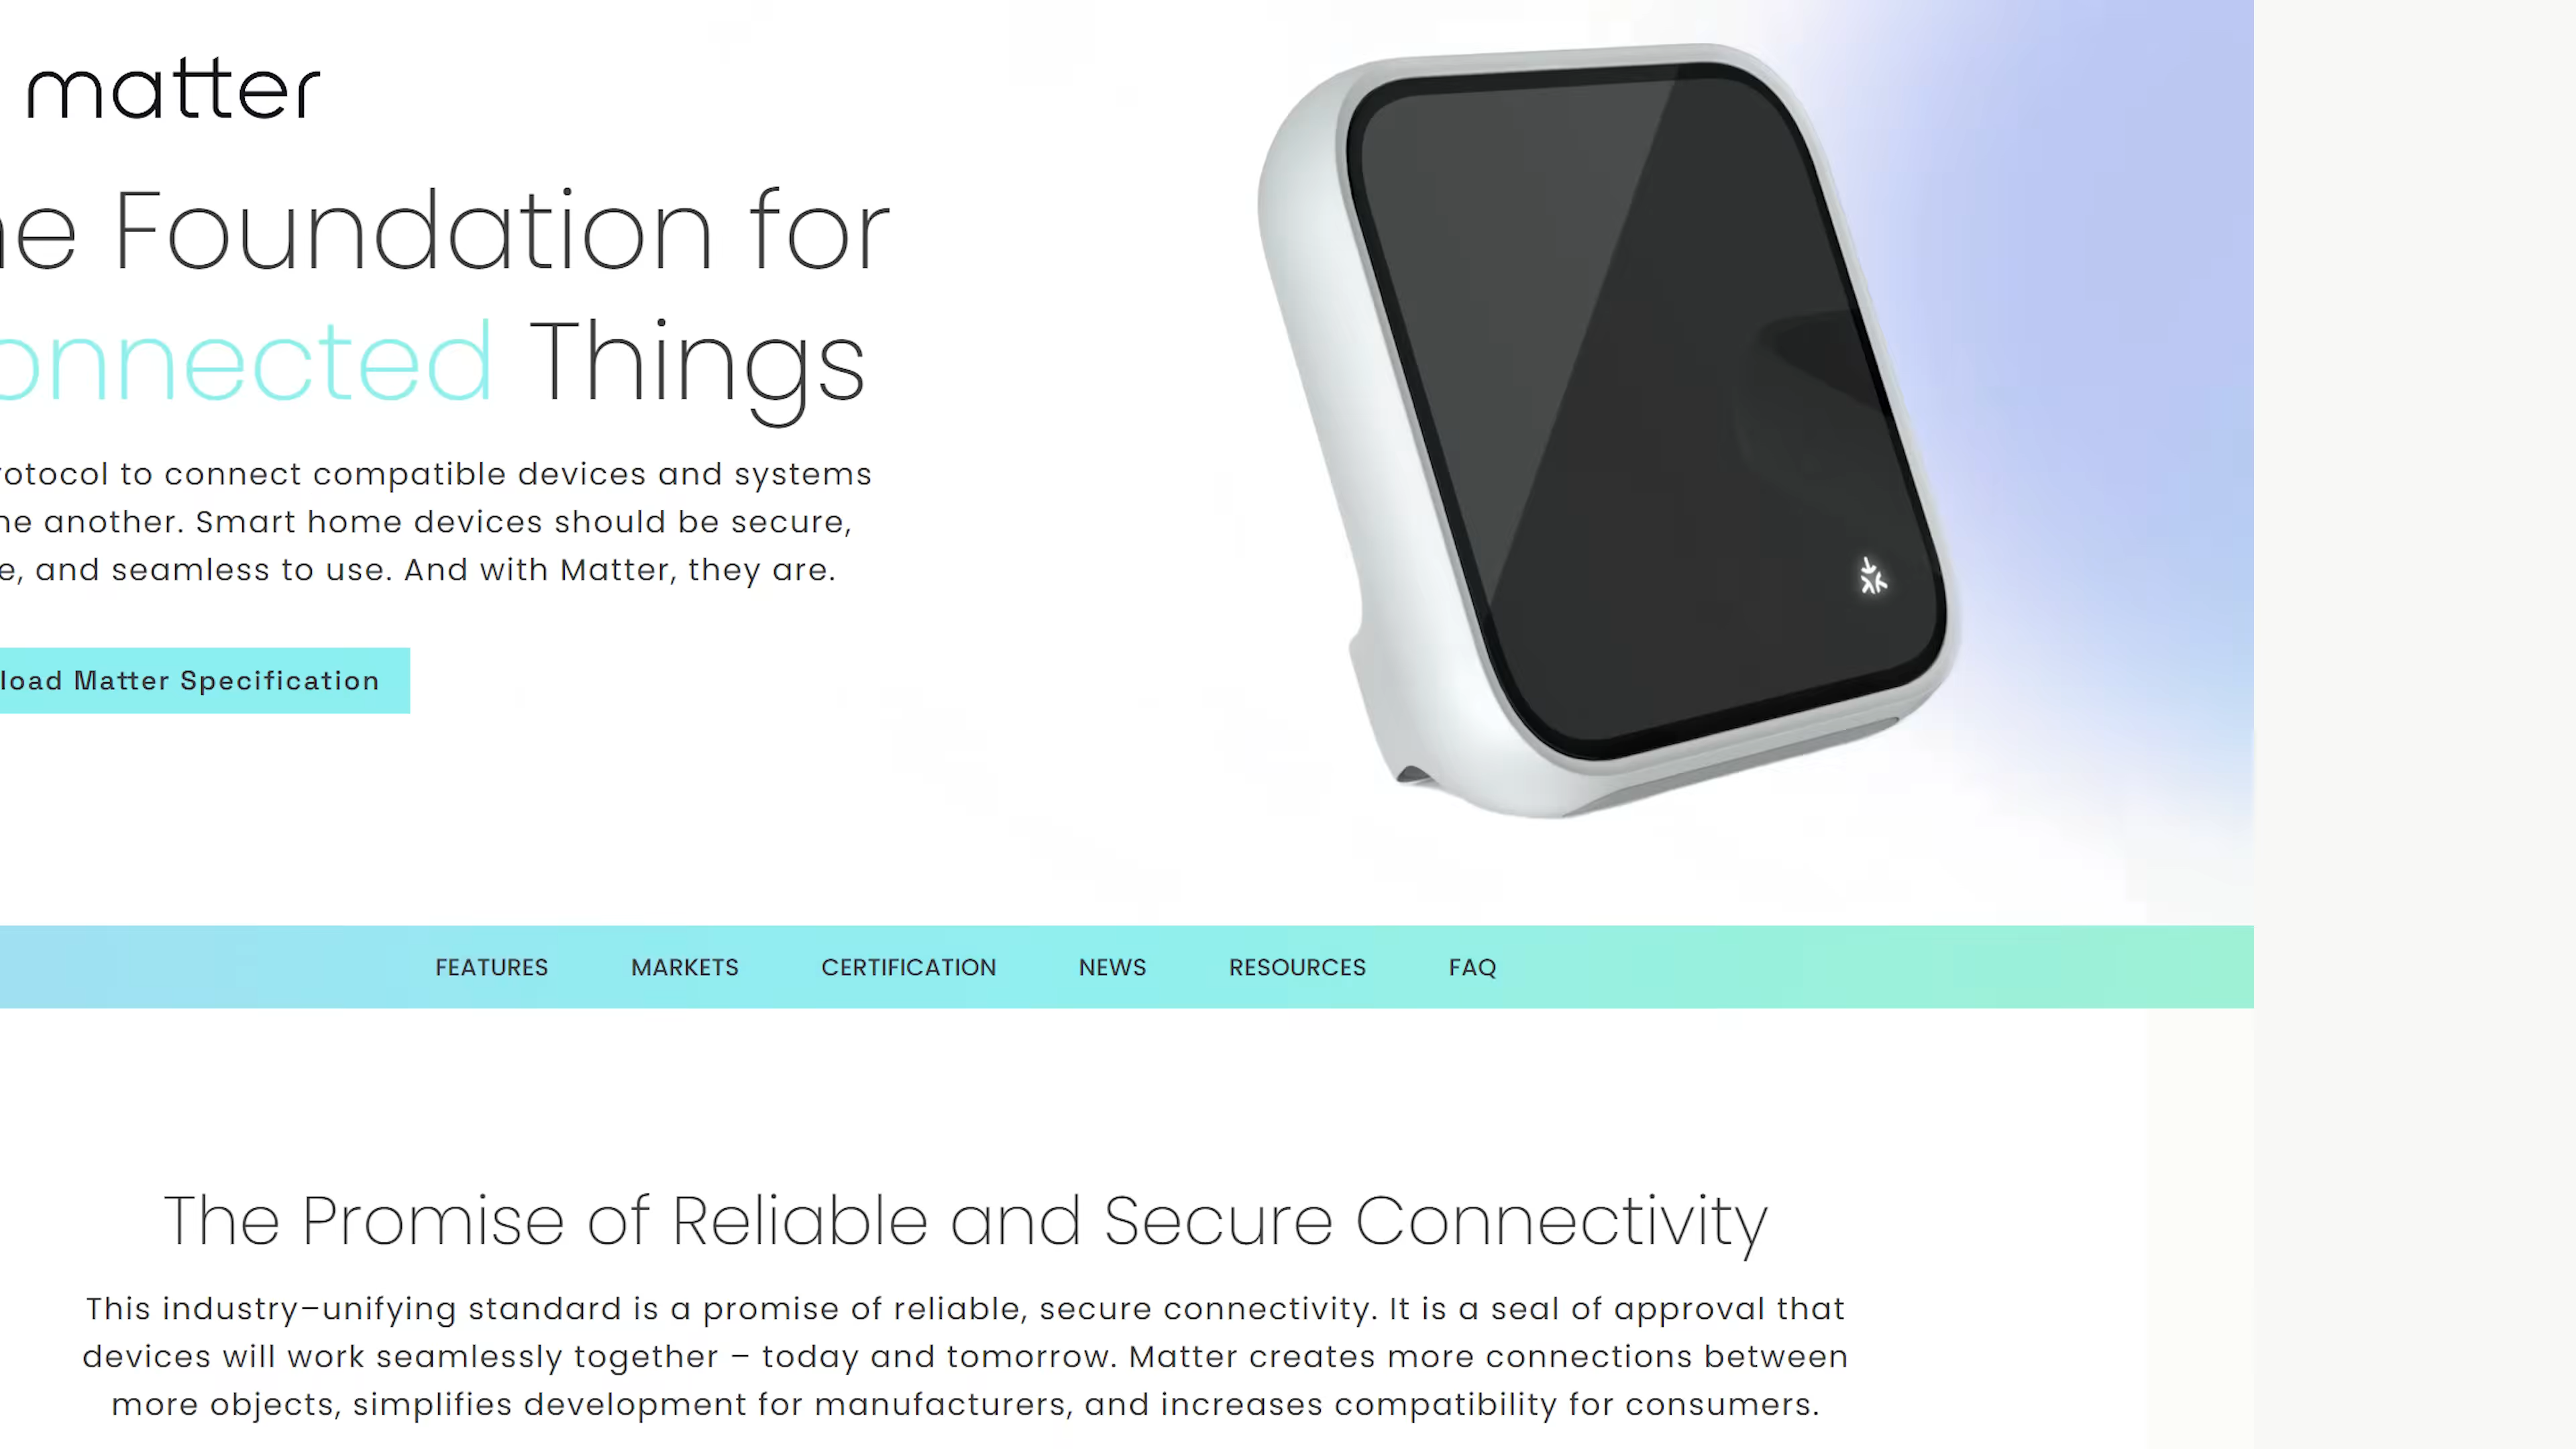 matter
e Foundation for
onnected Things
otocol to connect compatible devices and systems
ne another. Smart home devices should be secure,
e, and seamless to use. And with Matter, they are.
load Matter Specification
FEATURES MARKETS CERTIFICATION NEWS RESOURCES FAQ
The Promise of Reliable and Secure Connectivity
This industry–unifying standard is a promise of reliable, secure connectivity. It is a seal of approval that
devices will work seamlessly together – today and tomorrow. Matter creates more connections between
more objects, simplifies development for manufacturers, and increases compatibility for consumers.